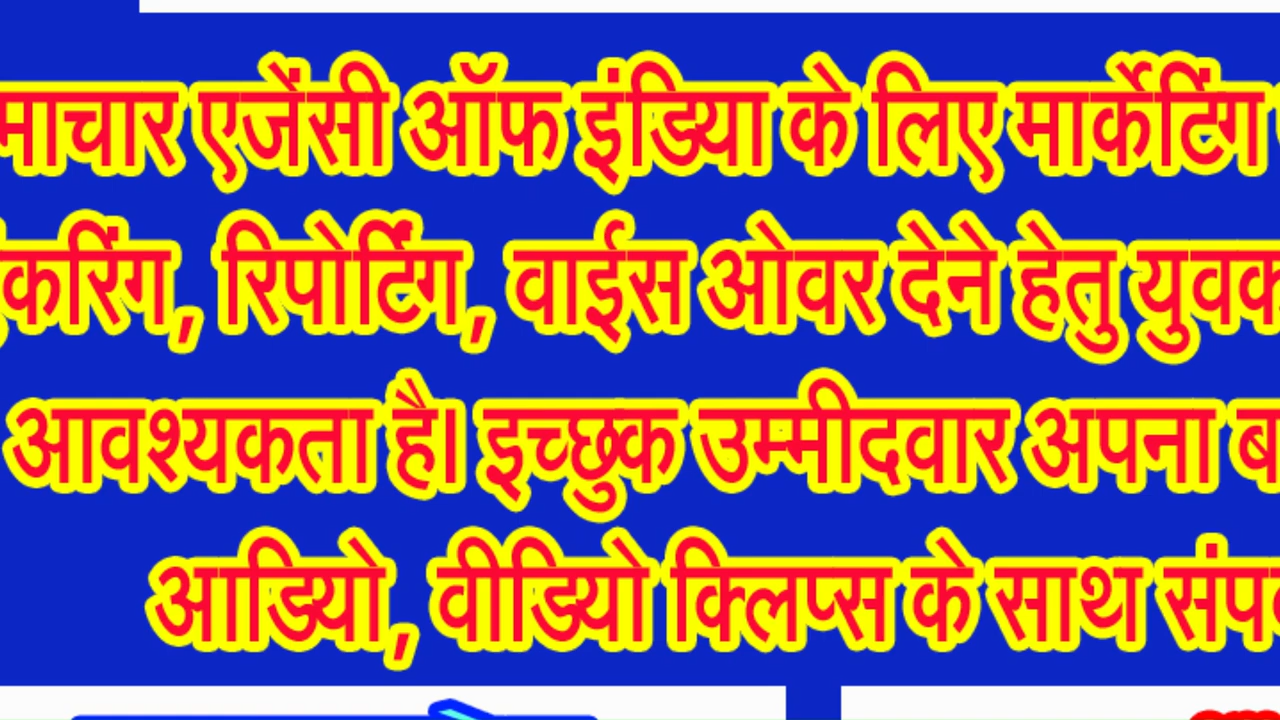 माचार एजेंसी ऑफ इंडिया के लिए मार्केटिंग
करिंग, रिपोर्टिंग, वाईस ओवर देने हेतु युवक
आवश्यकता है। इच्छुक उम्मीदवार अपना ब
आडियो, वीडियो क्लिप्स के साथ संप